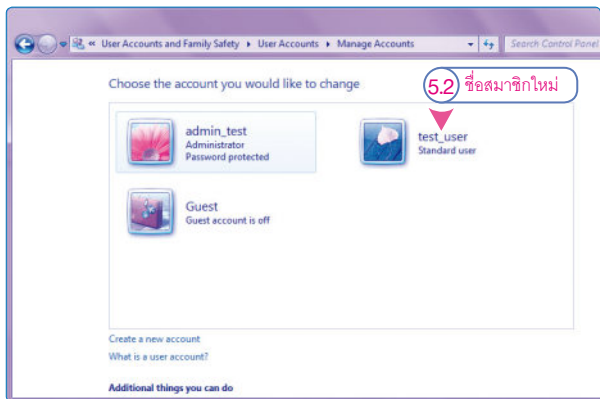 « User Accounts and Family Safety ▸ User Accounts ▸ Manage Accounts
Search Control Panel
Choose the account you would like to change
5.2 ชื่อสมาชิกใหม่
admin_test
Administrator
Password protected
test_user
Standard user
Guest
Guest account is off
Create a new account
What is a user account?
Additional things you can do